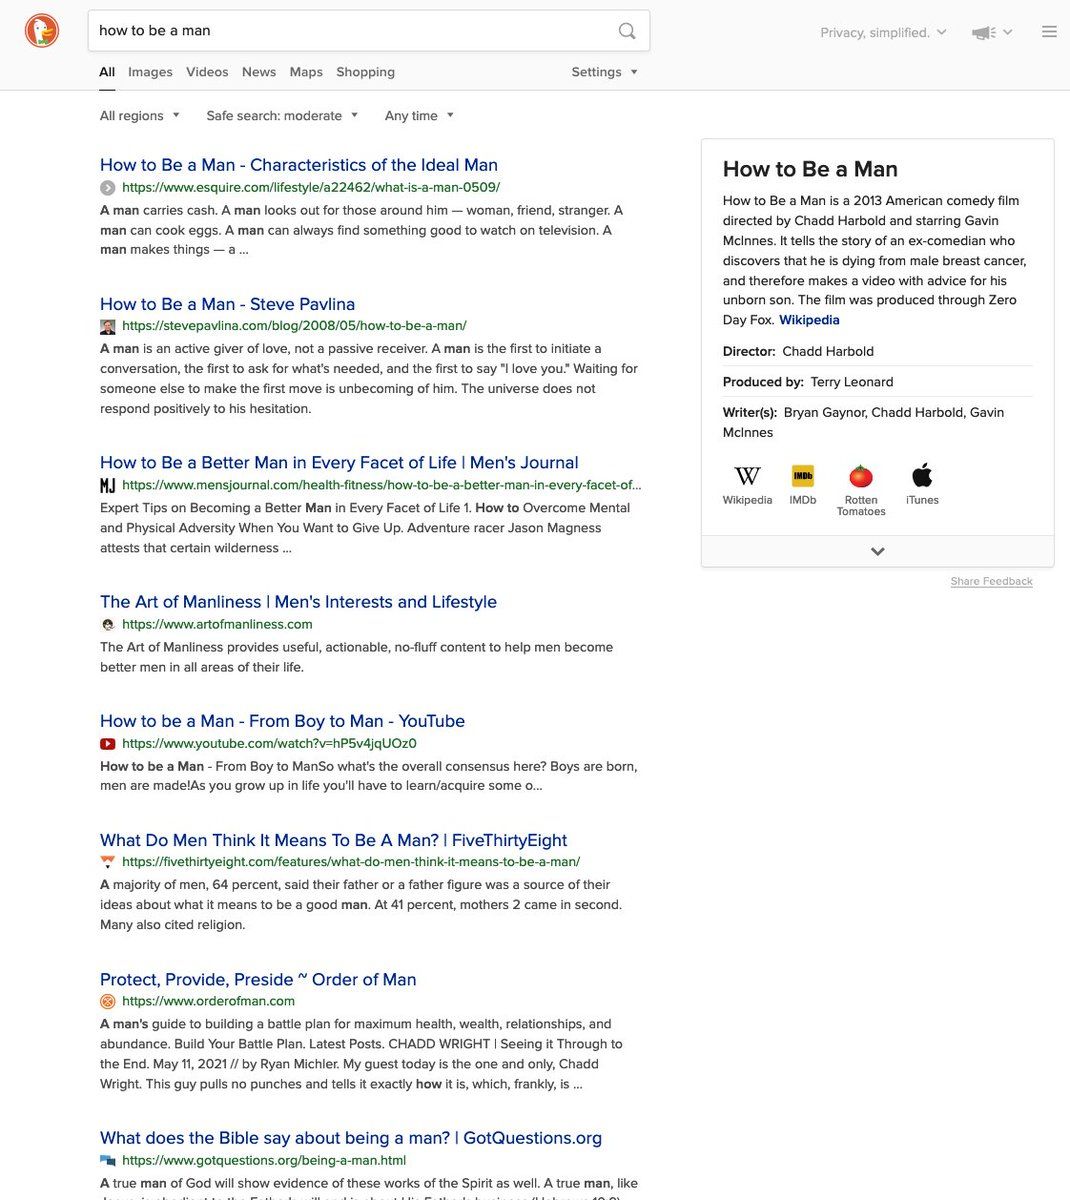 how to be a man
Privacy, simplified.
All Images Videos News Maps Shopping Settings
All regions Safe search: moderate Any time
How to Be a Man - Characteristics of the Ideal Man
https://www.esquire.com/lifestyle/a22462/what-is-a-man-0509/
A man carries cash. A man looks out for those around him — woman, friend, stranger. A
man can cook eggs. A man can always find something good to watch on television. A
man makes things — a ...
How to Be a Man - Steve Pavlina
https://stevepavlina.com/blog/2008/05/how-to-be-a-man/
A man is an active giver of love, not a passive receiver. A man is the first to initiate a
conversation, the first to ask for what's needed, and the first to say "I love you." Waiting for
someone else to make the first move is unbecoming of him. The universe does not
respond positively to his hesitation.
How to Be a Better Man in Every Facet of Life | Men's Journal
MJ https://www.mensjournal.com/health-fitness/how-to-be-a-better-man-in-every-facet-of...
Expert Tips on Becoming a Better Man in Every Facet of Life 1. How to Overcome Mental
and Physical Adversity When You Want to Give Up. Adventure racer Jason Magness
attests that certain wilderness ...
The Art of Manliness | Men's Interests and Lifestyle
https://www.artofmanliness.com
The Art of Manliness provides useful, actionable, no-fluff content to help men become
better men in all areas of their life.
How to be a Man - From Boy to Man - YouTube
https://www.youtube.com/watch?v=hP5v4jqUOz0
How to be a Man - From Boy to ManSo what's the overall consensus here? Boys are born,
men are made!As you grow up in life you'll have to learn/acquire some o...
What Do Men Think It Means To Be A Man? | FiveThirtyEight
https://fivethirtyeight.com/features/what-do-men-think-it-means-to-be-a-man/
A majority of men, 64 percent, said their father or a father figure was a source of their
ideas about what it means to be a good man. At 41 percent, mothers 2 came in second.
Many also cited religion.
Protect, Provide, Preside ~ Order of Man
https://www.orderofman.com
A man's guide to building a battle plan for maximum health, wealth, relationships, and
abundance. Build Your Battle Plan. Latest Posts. CHADD WRIGHT | Seeing it Through to
the End. May 11, 2021 // by Ryan Michler. My guest today is the one and only, Chadd
Wright. This guy pulls no punches and tells it exactly how it is, which, frankly, is ...
What does the Bible say about being a man? | GotQuestions.org
https://www.gotquestions.org/being-a-man.html
A true man of God will show evidence of these works of the Spirit as well. A true man, like
How to Be a Man
How to Be a Man is a 2013 American comedy film
directed by Chadd Harbold and starring Gavin
McInnes. It tells the story of an ex-comedian who
discovers that he is dying from male breast cancer,
and therefore makes a video with advice for his
unborn son. The film was produced through Zero
Day Fox. Wikipedia
Director: Chadd Harbold
Produced by: Terry Leonard
Writer(s): Bryan Gaynor, Chadd Harbold, Gavin
McInnes
W IMDb
Wikipedia IMDb Rotten iTunes
Tomatoes
Share Feedback